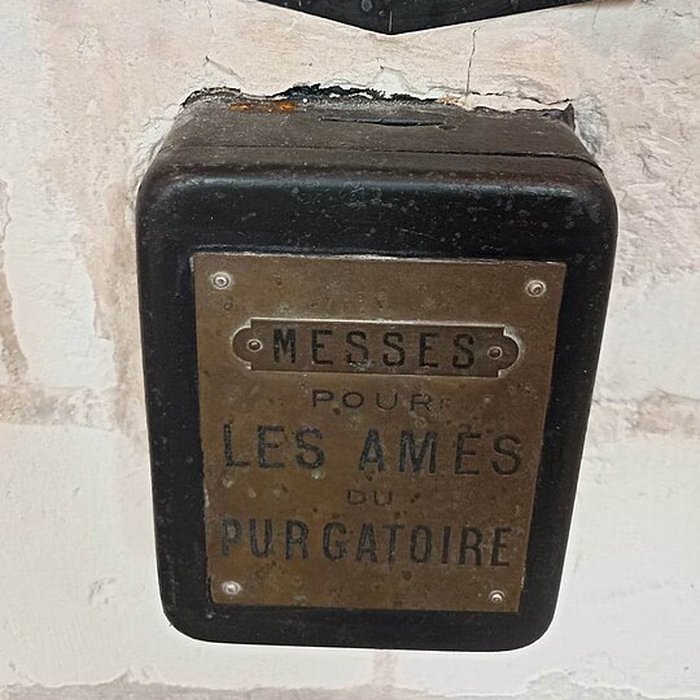 MESSES
POUR
LES AMES
DU
PURGATOIRE